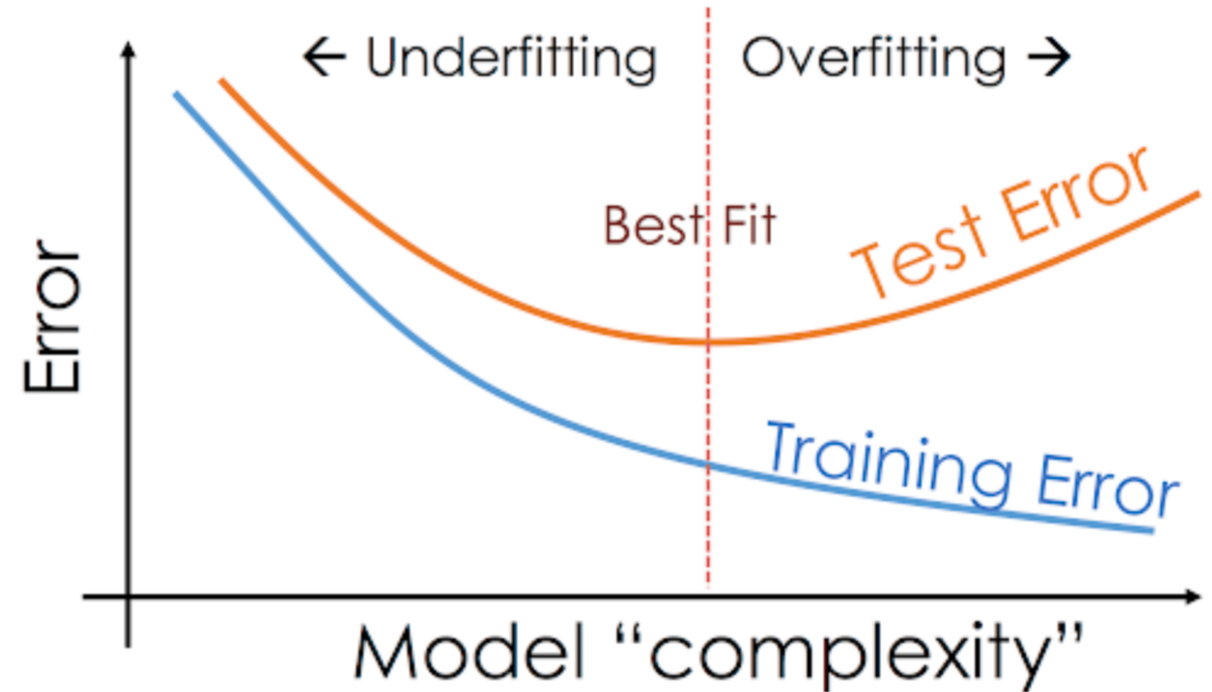 ← Underfitting
Overfitting →
Best Fit
Test Error
Error
Training Error
Model “complexity”